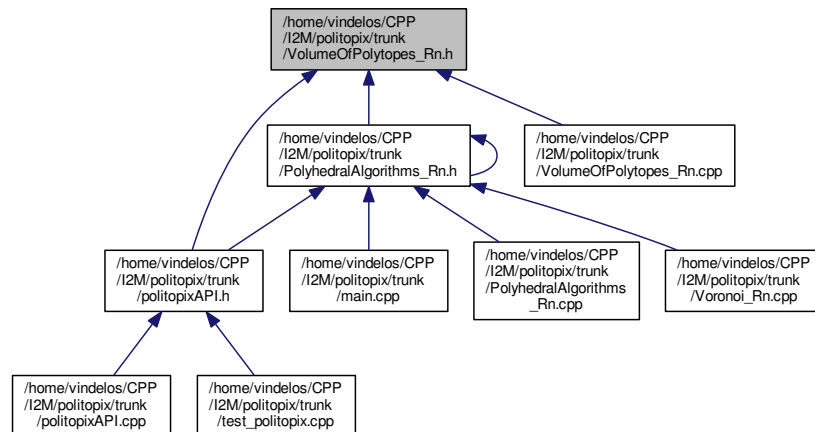 /home/vindelos/CPP
/I2M/politopix/trunk
/VolumeOfPolytopes_Rn.h
/home/vindelos/CPP
/I2M/politopix/trunk
/PolyhedralAlgorithms_Rn.h
/home/vindelos/CPP
/I2M/politopix/trunk
/VolumeOfPolytopes_Rn.cpp
/home/vindelos/CPP
/I2M/politopix/trunk
/politopixAPI.h
/home/vindelos/CPP
/I2M/politopix/trunk
/main.cpp
/home/vindelos/CPP
/I2M/politopix/trunk
/PolyhedralAlgorithms
_Rn.cpp
/home/vindelos/CPP
/I2M/politopix/trunk
/Voronoi_Rn.cpp
/home/vindelos/CPP
/I2M/politopix/trunk
/politopixAPI.cpp
/home/vindelos/CPP
/I2M/politopix/trunk
/test_politopix.cpp